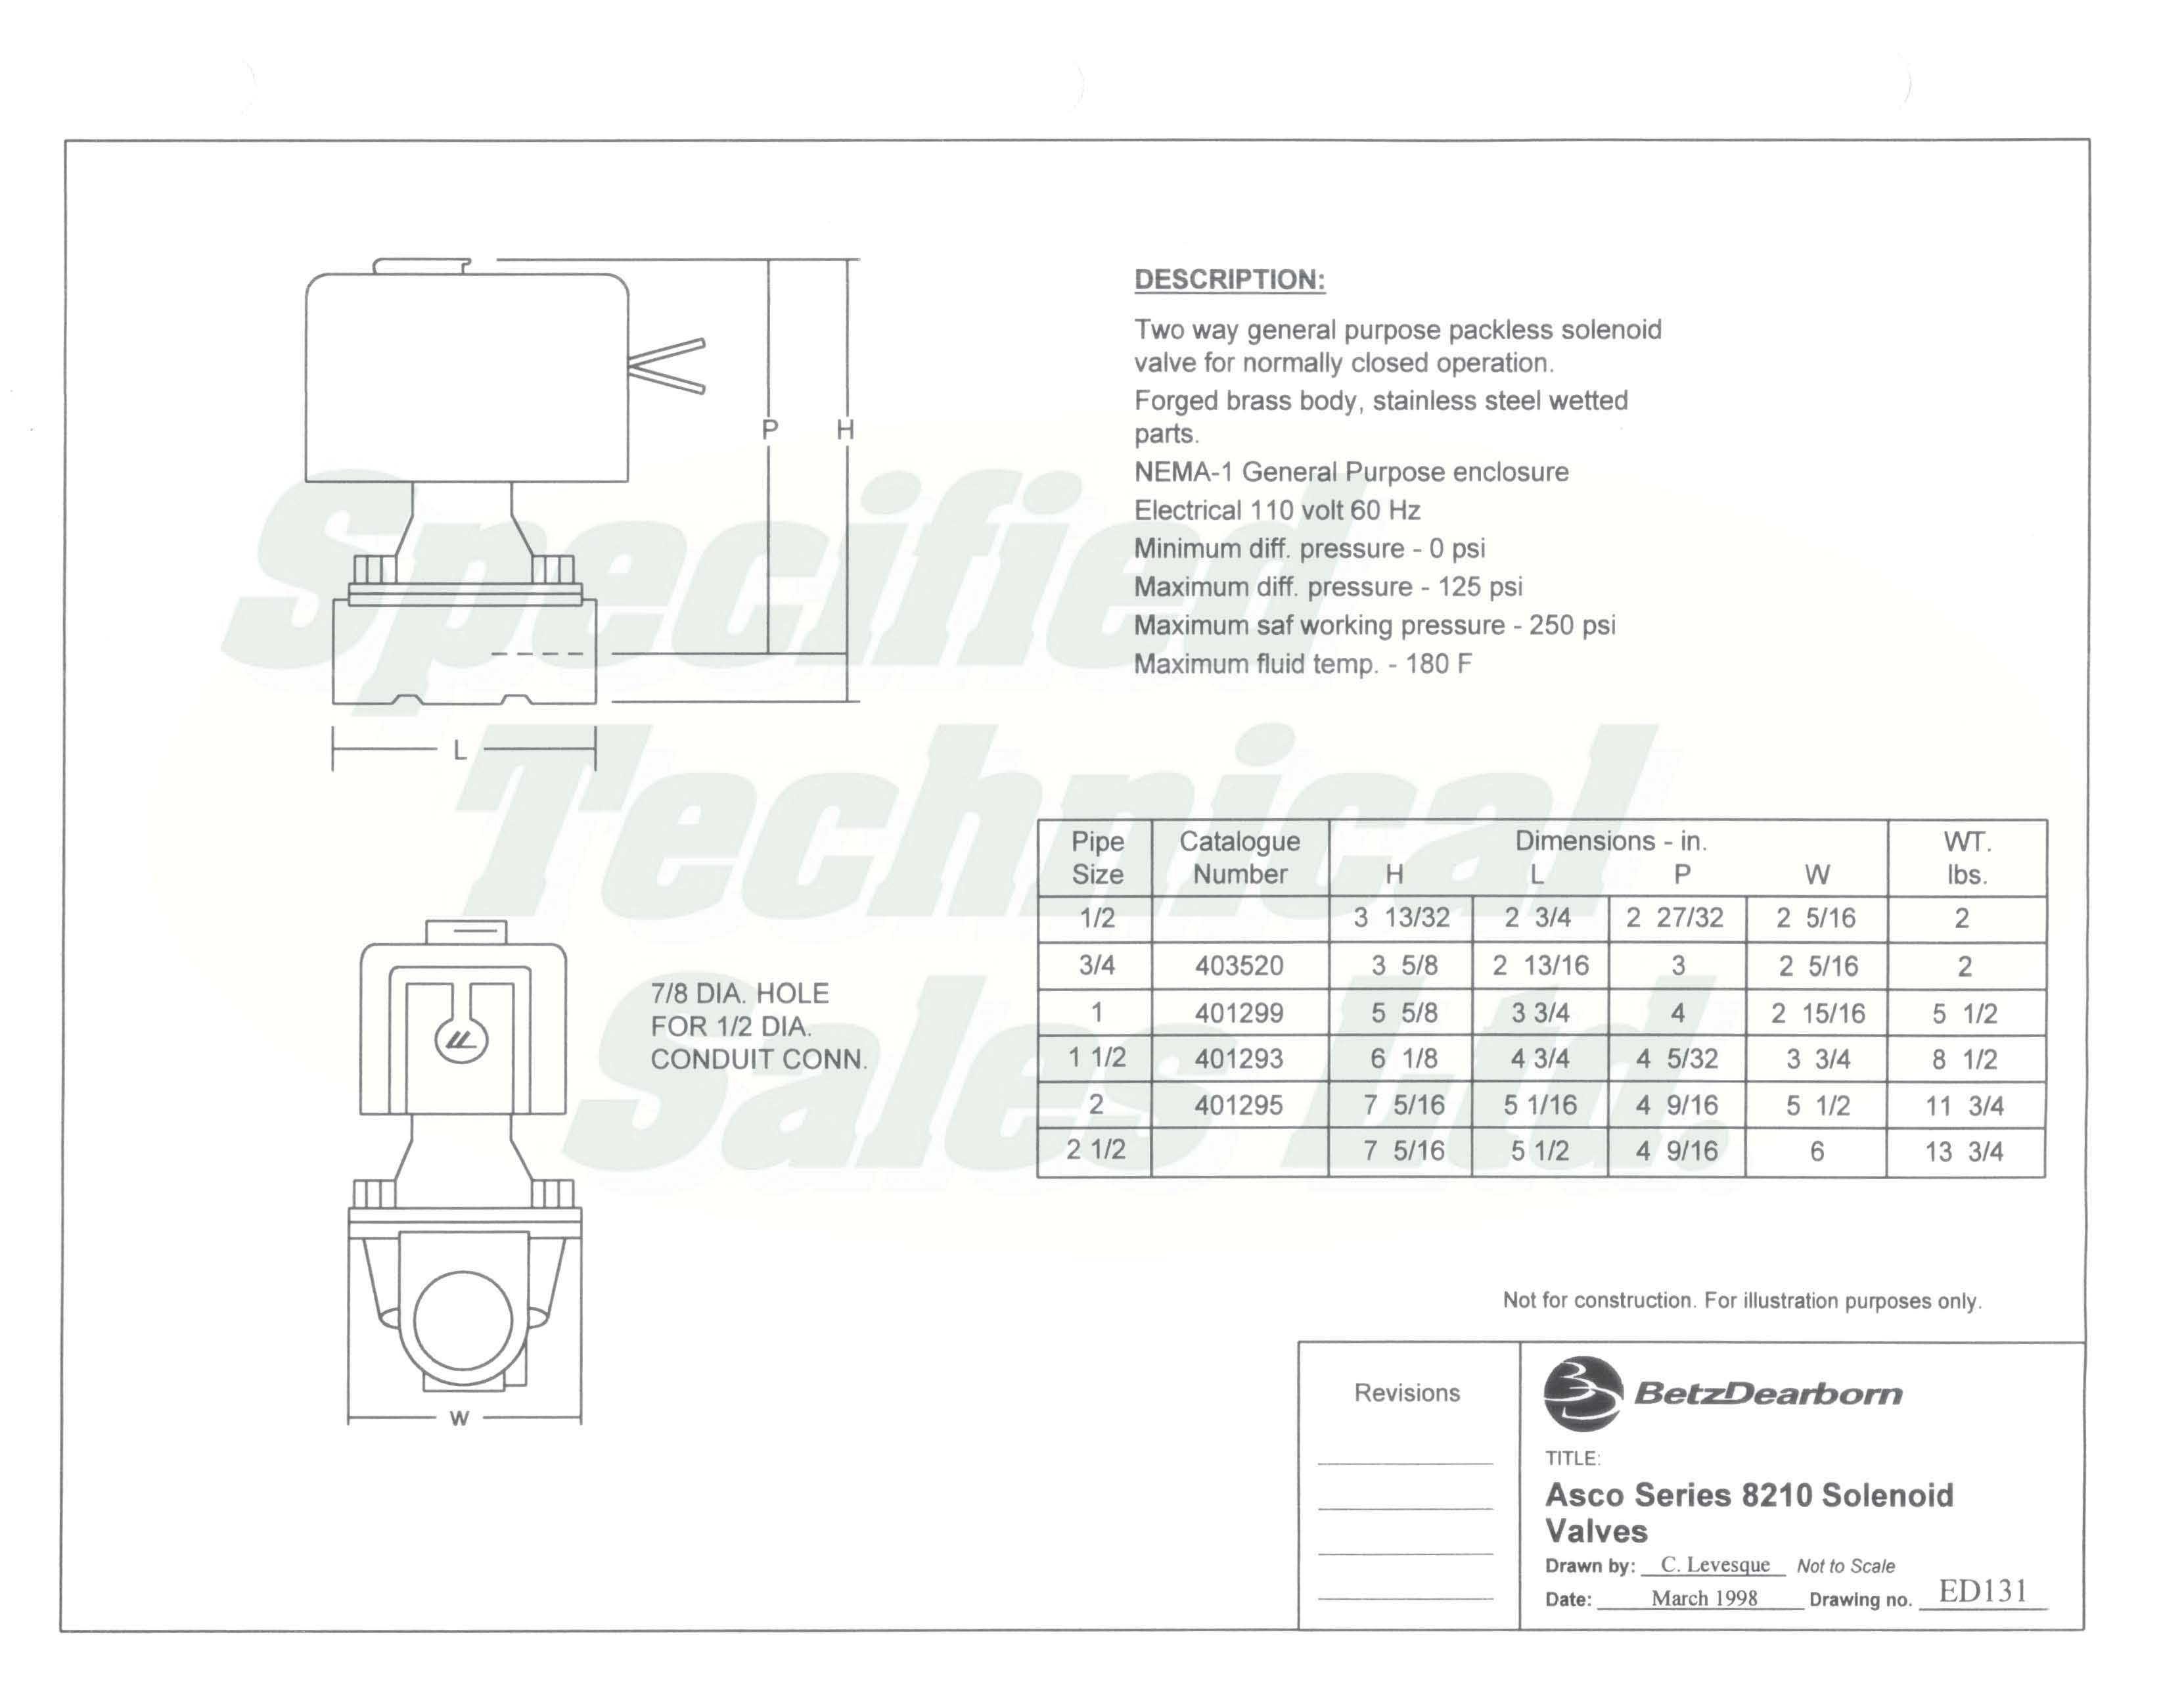 P H
L
DESCRIPTION:
Two way general purpose packless solenoid
valve for normally closed operation.
Forged brass body, stainless steel wetted
parts.
NEMA-1 General Purpose enclosure
Electrical 110 volt 60 Hz
Minimum diff. pressure - 0 psi
Maximum diff. pressure - 125 psi
Maximum saf working pressure - 250 psi
Maximum fluid temp. - 180 F
Specified
Technical
Sales Ltd.
7/8 DIA. HOLE
FOR 1/2 DIA.
CONDUIT CONN.
W
Pipe Catalogue Dimensions - in. WT.
Size Number H L P W lbs.
1/2 3 13/32 2 3/4 2 27/32 2 5/16 2
3/4 403520 3 5/8 2 13/16 3 2 5/16 2
1 401299 5 5/8 3 3/4 4 2 15/16 5 1/2
1 1/2 401293 6 1/8 4 3/4 4 5/32 3 3/4 8 1/2
2 401295 7 5/16 5 1/16 4 9/16 5 1/2 11 3/4
2 1/2 7 5/16 5 1/2 4 9/16 6 13 3/4
Not for construction. For illustration purposes only.
Revisions
BetzDearborn
TITLE:
Asco Series 8210 Solenoid
Valves
Drawn by: C. Levesque Not to Scale
Date: March 1998 Drawing no. ED131